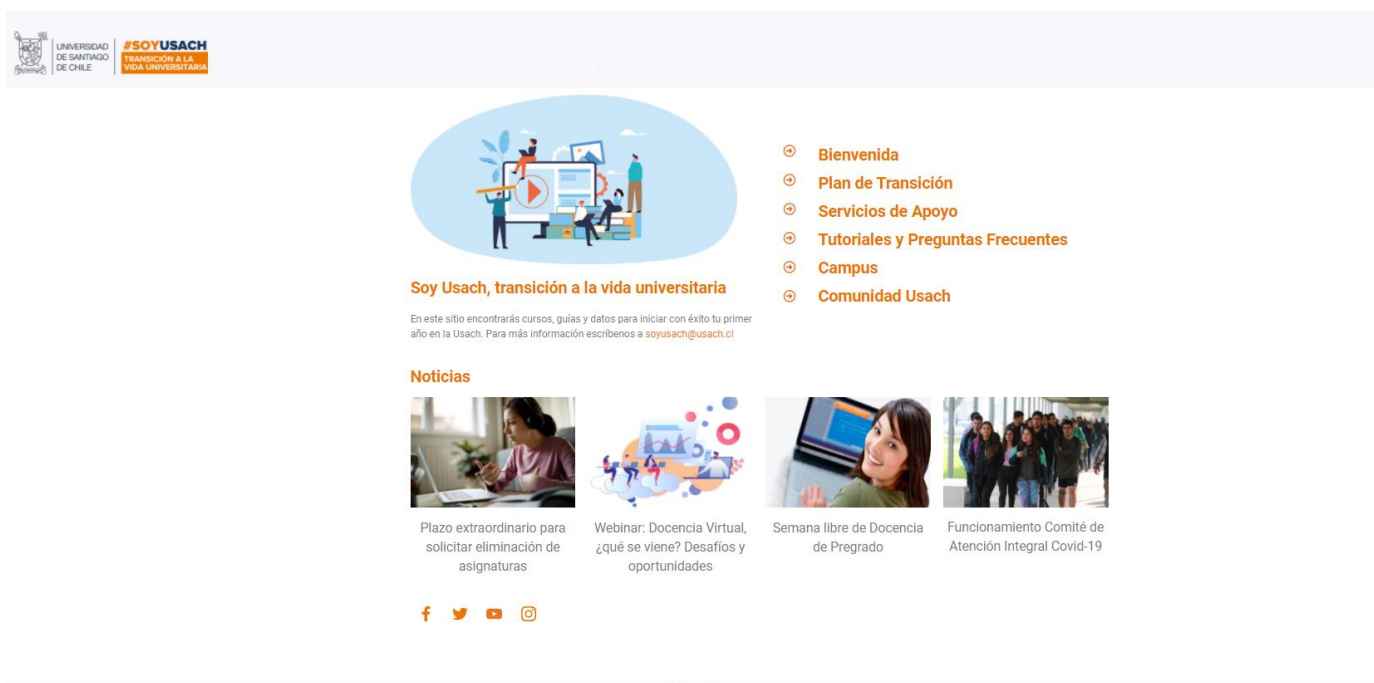 UNIVERSIDAD
DE SANTIAGO
DE CHILE
#SOYUSACH
TRANSICIÓN A LA
VIDA UNIVERSITARIA
Bienvenida
Plan de Transición
Servicios de Apoyo
Tutoriales y Preguntas Frecuentes
Campus
Comunidad Usach
Soy Usach, transición a la vida universitaria
En este sitio encontrarás cursos, guías y datos para iniciar con éxito tu primer
año en la Usach. Para más información escríbenos a soyusach@usach.cl
Noticias
Plazo extraordinario para
solicitar eliminación de
asignaturas
Webinar: Docencia Virtual,
¿qué se viene? Desafíos y
oportunidades
Semana libre de Docencia
de Pregrado
Funcionamiento Comité de
Atención Integral Covid-19